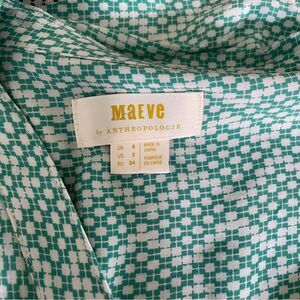 Maeve
by ANTHROPOLOGIE
UK 6
US 2
EU 34
MADE IN
CHINA
FABRIQUÉ
EN CHINE